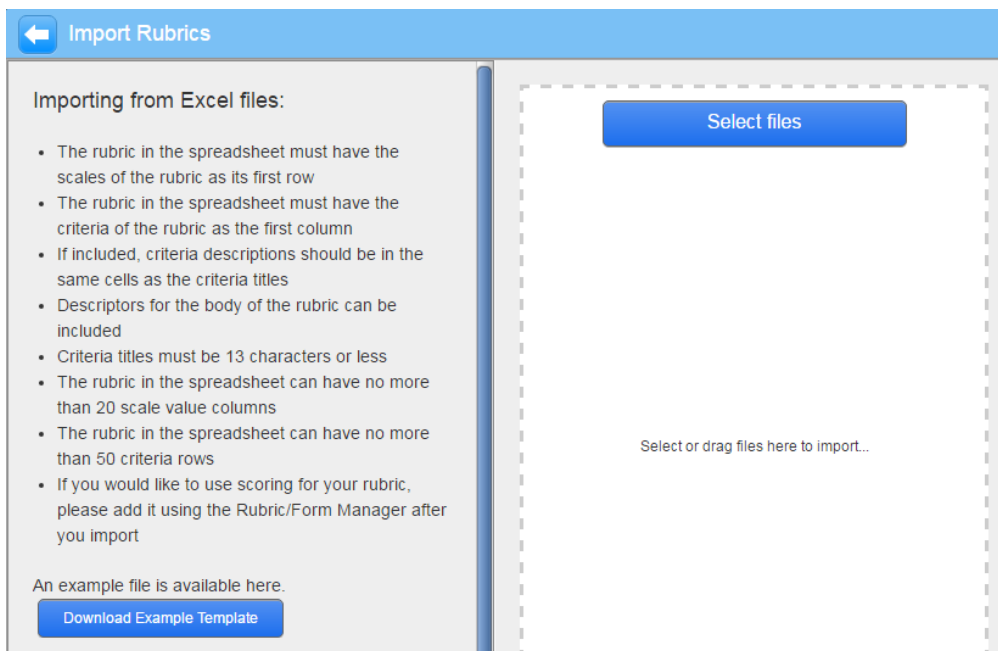 Import Rubrics
Importing from Excel files:
• The rubric in the spreadsheet must have the
scales of the rubric as its first row
• The rubric in the spreadsheet must have the
criteria of the rubric as the first column
• If included, criteria descriptions should be in the
same cells as the criteria titles
• Descriptors for the body of the rubric can be
included
• Criteria titles must be 13 characters or less
• The rubric in the spreadsheet can have no more
than 20 scale value columns
• The rubric in the spreadsheet can have no more
than 50 criteria rows
• If you would like to use scoring for your rubric,
please add it using the Rubric/Form Manager after
you import
An example file is available here.
Download Example Template
Select files
Select or drag files here to import...